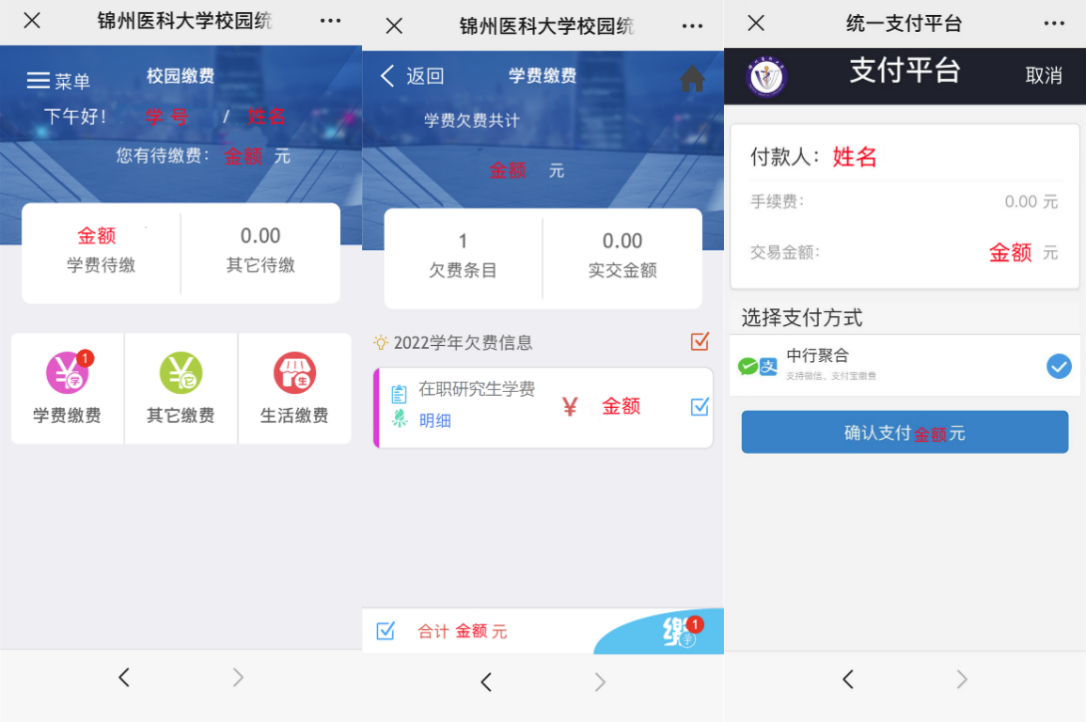 锦州医科大学校园统
菜单
校园缴费
下午好! 学号 / 姓名
您有待缴费: 金额 元
金额
学费待缴
0.00
其它待缴
1
学
学费缴费
它
其它缴费
生
生活缴费
锦州医科大学校园统
返回
学费缴费
学费欠费共计
金额 元
1
欠费条目
0.00
实交金额
2022学年欠费信息
在职研究生学费
明细
¥ 金额
合计 金额 元
缴
学
1
统一支付平台
支付平台
取消
付款人: 姓名
手续费:
0.00 元
交易金额:
金额 元
选择支付方式
支
中行聚合
支持微信、支付宝缴费
确认支付金额元